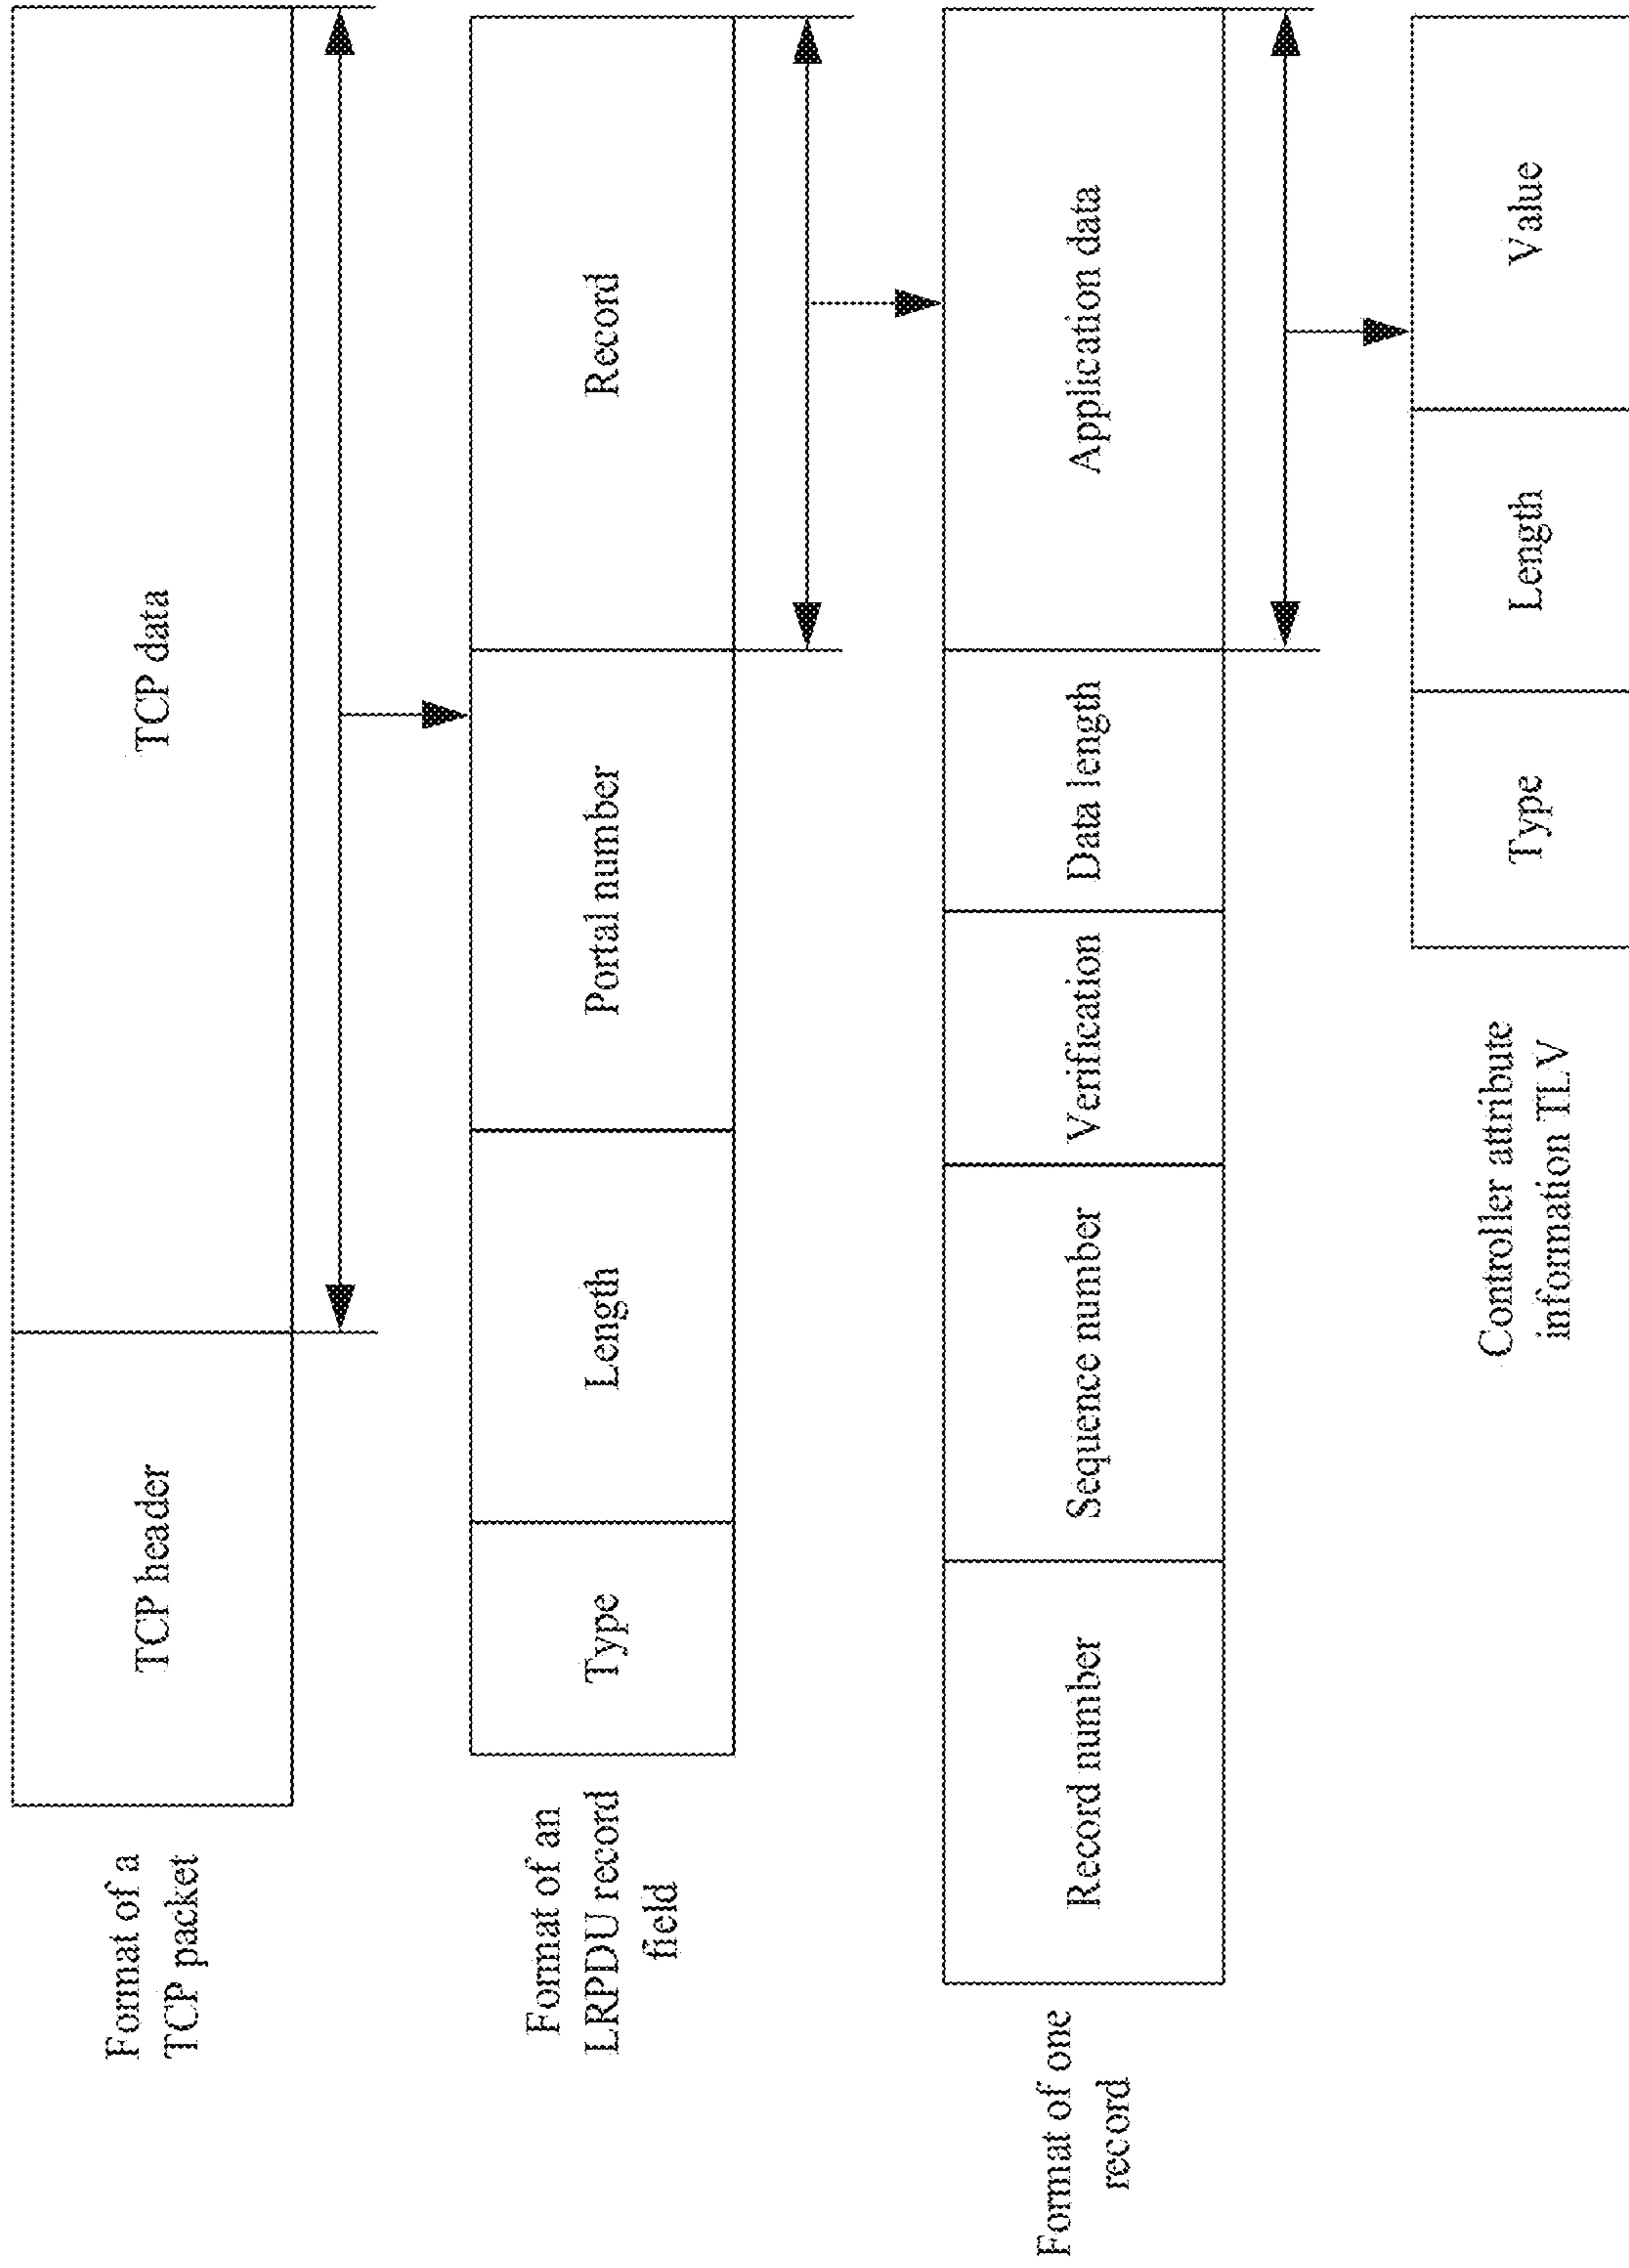 Format of a
TCP packet
TCP header
TCP data
Format of an
LRPDU record
field
Type
Length
Portal number
Record
Format of one
record
Record number
Sequence number
Verification
Data length
Application data
Controller attribute
information TLV
Type
Length
Value